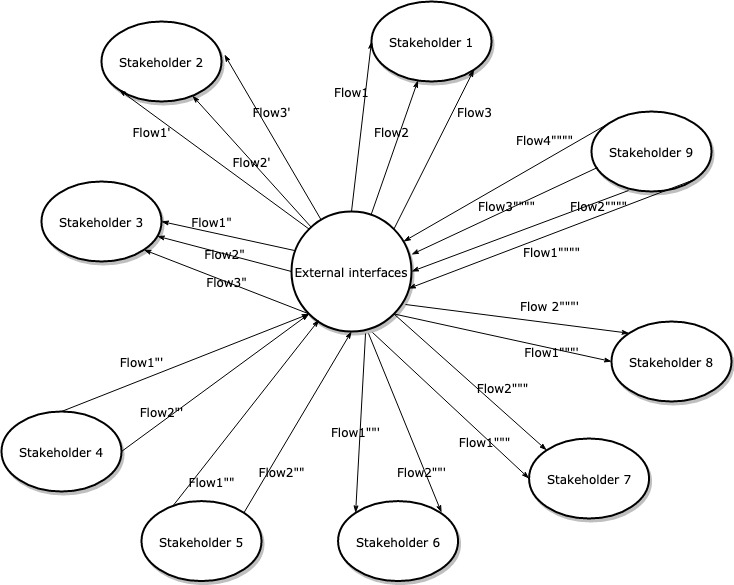 Stakeholder 1
Stakeholder 2
Flow1
Flow3'
Flow3
Flow1'
Flow2
Flow4""""
Stakeholder 9
Flow2'
Flow3""""
Flow2""""
Stakeholder 3
Flow1"
Flow2"
Flow1""""
External interfaces
Flow3"
Flow 2"""'
Flow1"""'
Flow1"'
Stakeholder 8
Flow2"""
Flow2"'
Flow1""'
Flow1"""
Stakeholder 4
Flow2""
Flow2""'
Flow1""
Stakeholder 7
Stakeholder 5
Stakeholder 6